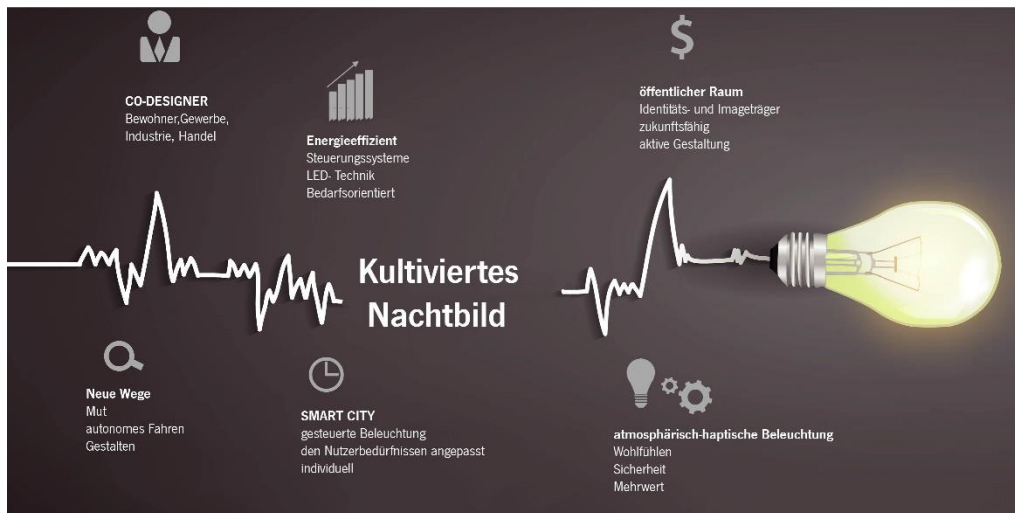 CO-DESIGNER
Bewohner,Gewerbe,
Industrie, Handel
Energieeffizient
Steuerungssysteme
LED- Technik
Bedarfsorientiert
$
öffentlicher Raum
Identitäts- und Imageträger
zukunftsfähig
aktive Gestaltung
Kultiviertes
Nachtbild
Neue Wege
Mut
autonomes Fahren
Gestalten
SMART CITY
gesteuerte Beleuchtung
den Nutzerbedürfnissen angepasst
individuell
atmosphärisch-haptische Beleuchtung
Wohlfühlen
Sicherheit
Mehrwert